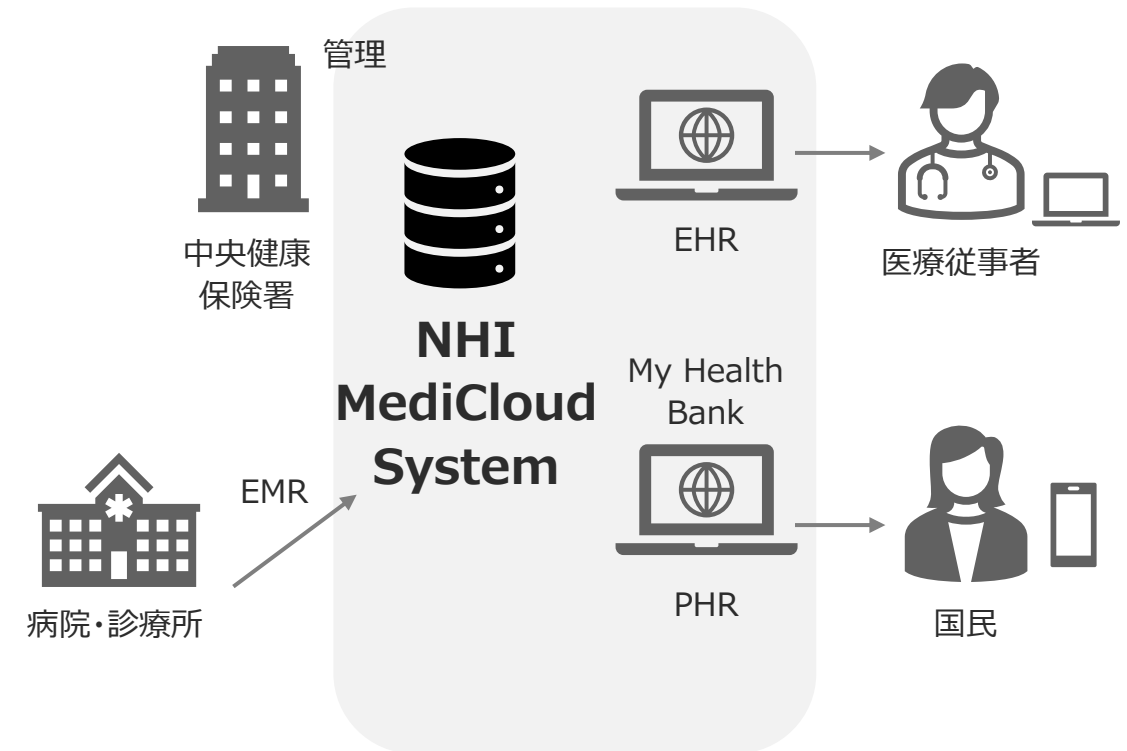 管理
中央健康
保険署
NHI
MediCloud
System
EMR
病院・診療所
EHR
医療従事者
My Health
Bank
PHR
国民